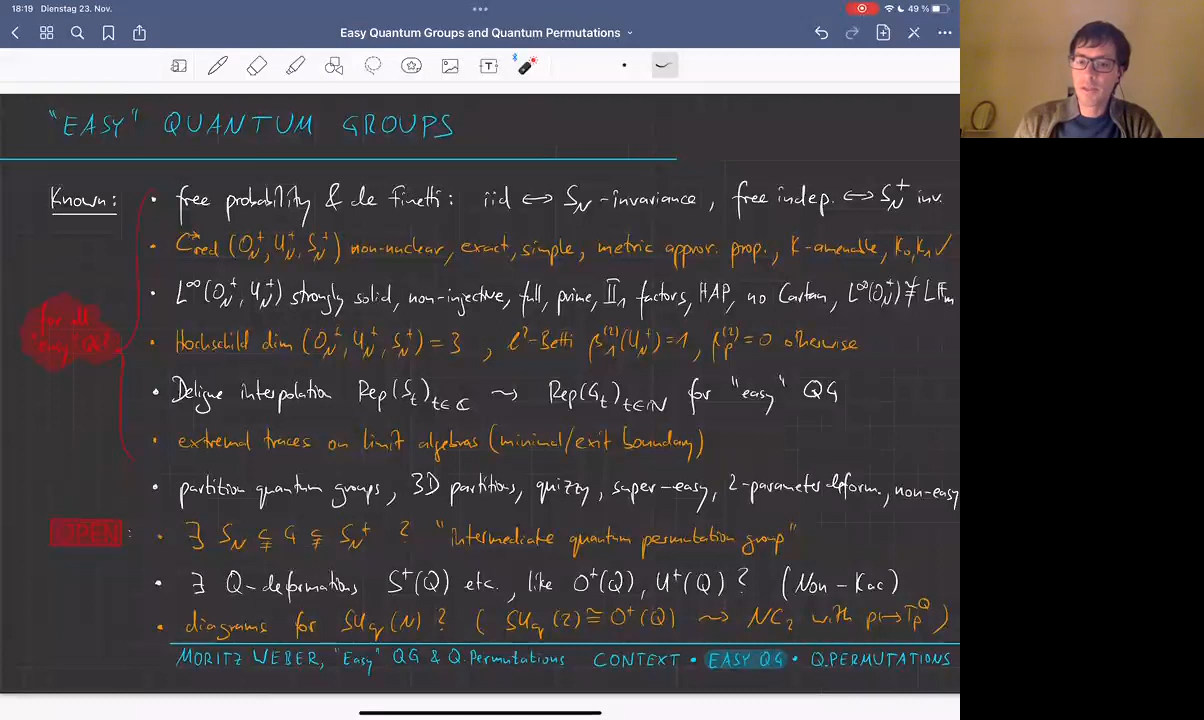 18:19 Dienstag 23. Nov.
49 %
Easy Quantum Groups and Quantum Permutations
"EASY" QUANTUM GROUPS
Known:
• free probability & de Finetti: iid ↔ S_N-invariance, free indep. ↔ S_N^+ inv.
• C*red (O_N^+, U_N^+, S_N^+) non-nuclear, exact, simple, metric approx. prop., K-amenable, K_0, K_1 ✓
• L^∞(O_N^+, U_N^+) strongly solid, non-injective, full, prime, II_1 factors, HAP, no Cartan, L^∞(O_N^+) ≇ LF_m
for all "easy" QG?
• Hochschild dim (O_N^+, U_N^+, S_N^+) = 3, ℓ²-Betti β_1^(2)(U_N^+) = 1, β_p^(2) = 0 otherwise
• Deligne interpolation Rep(S_t)_t∈ℂ ⇝ Rep(G_t)_t∈ℕ for "easy" QG
• extremal traces on limit algebras (minimal/exit boundary)
• partition quantum groups, 3D partitions, quizzy, super-easy, 2-parameter deform., non-easy
OPEN:
• ∃ S_N ⊊ G ⊊ S_N^+ ? "intermediate quantum permutation group"
• ∃ Q-deformations S^+(Q) etc., like O^+(Q), U^+(Q) ? (Non-Kac)
• diagrams for SU_q(N) ? (SU_q(2) ≅ O^+(Q) ⇝ NC_2 with p ↦ T_p^Q)
MORITZ WEBER, "Easy" QG & Q.Permutations CONTEXT • EASY QG • Q.PERMUTATIONS